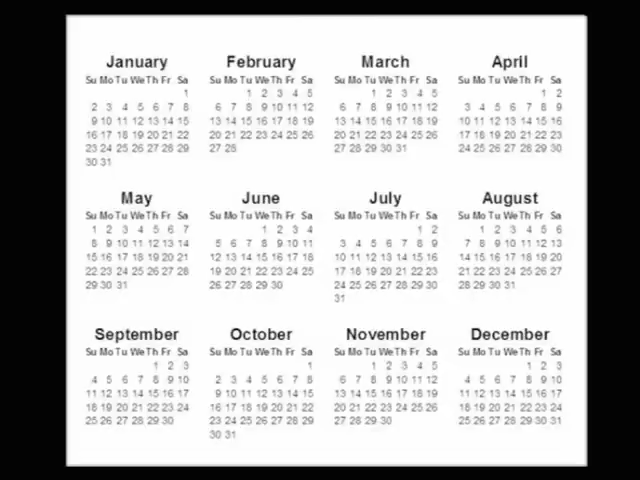 January February March April
Su Mo Tu We Th Fr Sa Su Mo Tu We Th Fr Sa Su Mo Tu We Th Fr Sa Su Mo Tu We Th Fr Sa
1 1 2 3 4 5 1 2 3 4 5 1 2
2 3 4 5 6 7 8 6 7 8 9 10 11 12 6 7 8 9 10 11 12 3 4 5 6 7 8 9
9 10 11 12 13 14 15 13 14 15 16 17 18 19 13 14 15 16 17 18 19 10 11 12 13 14 15 16
16 17 18 19 20 21 22 20 21 22 23 24 25 26 20 21 22 23 24 25 26 17 18 19 20 21 22 23
23 24 25 26 27 28 29 27 28 27 28 29 30 31 24 25 26 27 28 29 30
30 31
May June July August
Su Mo Tu We Th Fr Sa Su Mo Tu We Th Fr Sa Su Mo Tu We Th Fr Sa Su Mo Tu We Th Fr Sa
1 2 3 4 5 6 7 1 2 3 4 1 2 1 2 3 4 5 6
8 9 10 11 12 13 14 5 6 7 8 9 10 11 3 4 5 6 7 8 9 7 8 9 10 11 12 13
15 16 17 18 19 20 21 12 13 14 15 16 17 18 10 11 12 13 14 15 16 14 15 16 17 18 19 20
22 23 24 25 26 27 28 19 20 21 22 23 24 25 17 18 19 20 21 22 23 21 22 23 24 25 26 27
29 30 31 26 27 28 29 30 24 25 26 27 28 29 30 28 29 30 31
31
September October November December
Su Mo Tu We Th Fr Sa Su Mo Tu We Th Fr Sa Su Mo Tu We Th Fr Sa Su Mo Tu We Th Fr Sa
1 2 3 1 1 2 3 4 5 1 2 3
4 5 6 7 8 9 10 2 3 4 5 6 7 8 6 7 8 9 10 11 12 4 5 6 7 8 9 10
11 12 13 14 15 16 17 9 10 11 12 13 14 15 13 14 15 16 17 18 19 11 12 13 14 15 16 17
18 19 20 21 22 23 24 16 17 18 19 20 21 22 20 21 22 23 24 25 26 18 19 20 21 22 23 24
25 26 27 28 29 30 23 24 25 26 27 28 29 27 28 29 30 25 26 27 28 29 30 31
30 31